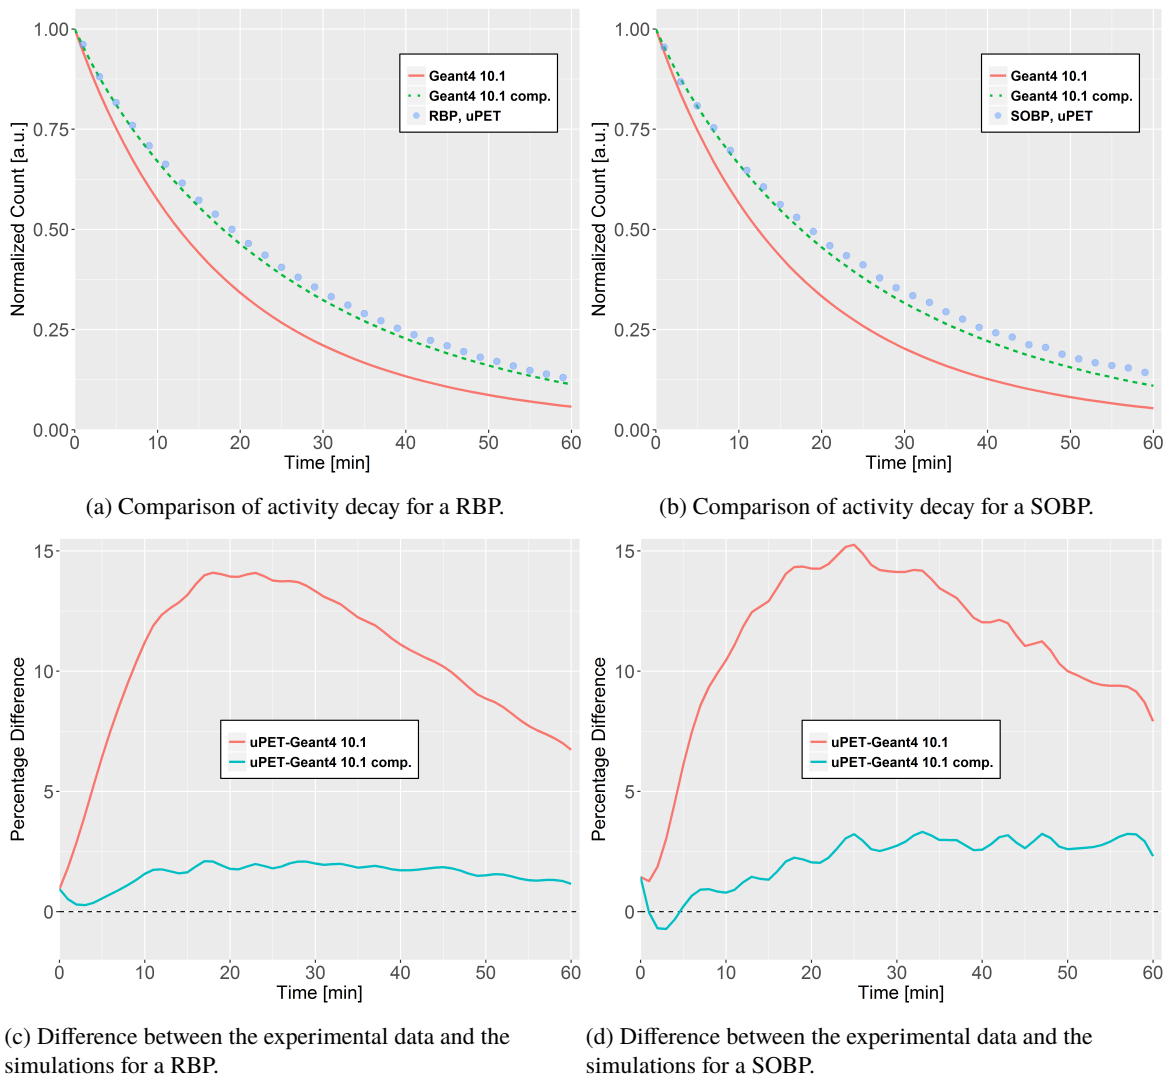 1.00
0.75
0.50
0.25
0.00
Normalized Count [a.u.]
Geant4 10.1
Geant4 10.1 comp.
RBP, uPET
0 10 20 30 40 50 60
Time [min]
(a) Comparison of activity decay for a RBP.
1.00
0.75
0.50
0.25
0.00
Normalized Count [a.u.]
Geant4 10.1
Geant4 10.1 comp.
SOBP, uPET
0 10 20 30 40 50 60
Time [min]
(b) Comparison of activity decay for a SOBP.
15
10
5
0
Percentage Difference
uPET-Geant4 10.1
uPET-Geant4 10.1 comp.
0 10 20 30 40 50 60
Time [min]
(c) Difference between the experimental data and the
simulations for a RBP.
15
10
5
0
Percentage Difference
uPET-Geant4 10.1
uPET-Geant4 10.1 comp.
0 10 20 30 40 50 60
Time [min]
(d) Difference between the experimental data and the
simulations for a SOBP.